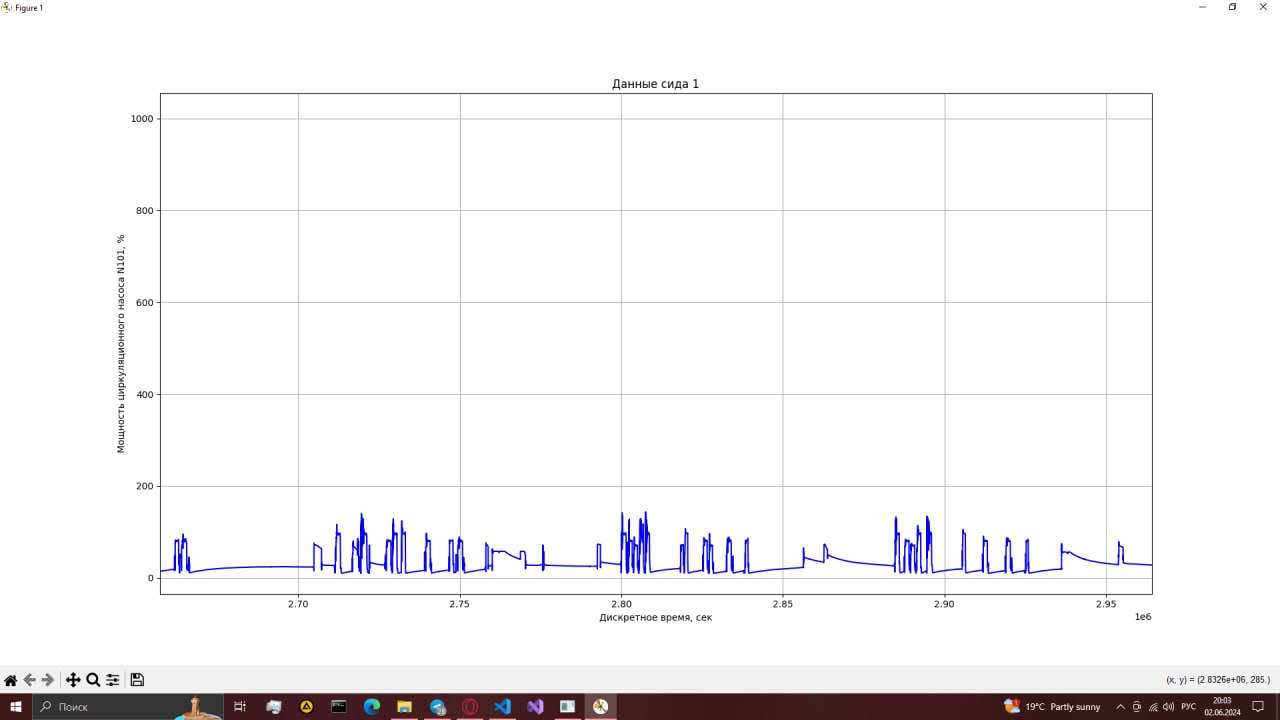 Figure 1
Данные сида 1
Мощность циркуляционного насоса N101, %
1000
800
600
400
200
0
2.70 2.75 2.80 2.85 2.90 2.95
1e6
Дискретное время, сек
(x, y) = (2.8326e+06, 285.)
Поиск
19°C Partly sunny
РУС
20:03
02.06.2024